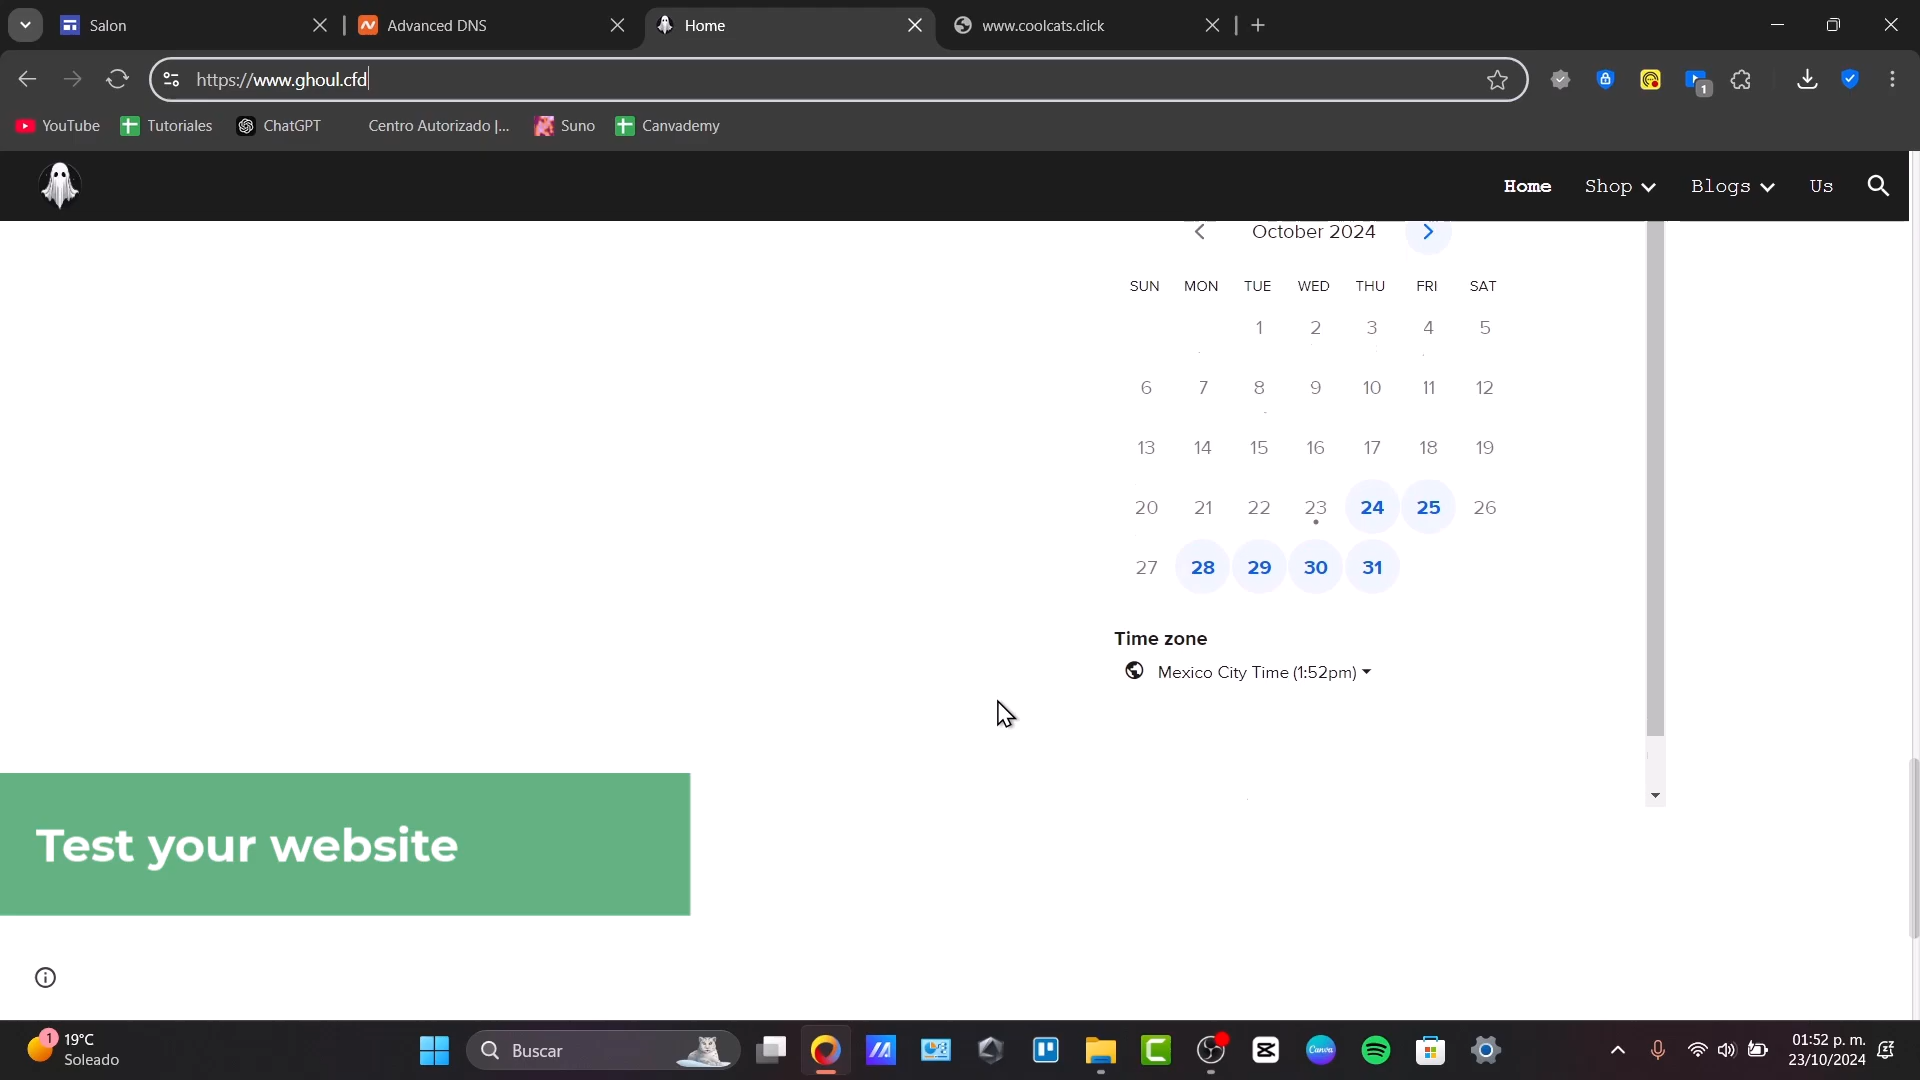 Salon
Advanced DNS
Home
www.coolcats.click
https://www.ghoul.cfd
1
YouTube
Tutoriales
ChatGPT
Centro Autorizado |...
Suno
Canvademy
Home
Shop
Blogs
Us
October 2024
SUN MON TUE WED THU FRI SAT
1 2 3 4 5
6 7 8 9 10 11 12
13 14 15 16 17 18 19
20 21 22 23 24 25 26
27 28 29 30 31
Time zone
Mexico City Time (1:52pm)
Test your website
1
19°C
Soleado
Buscar
Canva
01:52 p. m.
23/10/2024